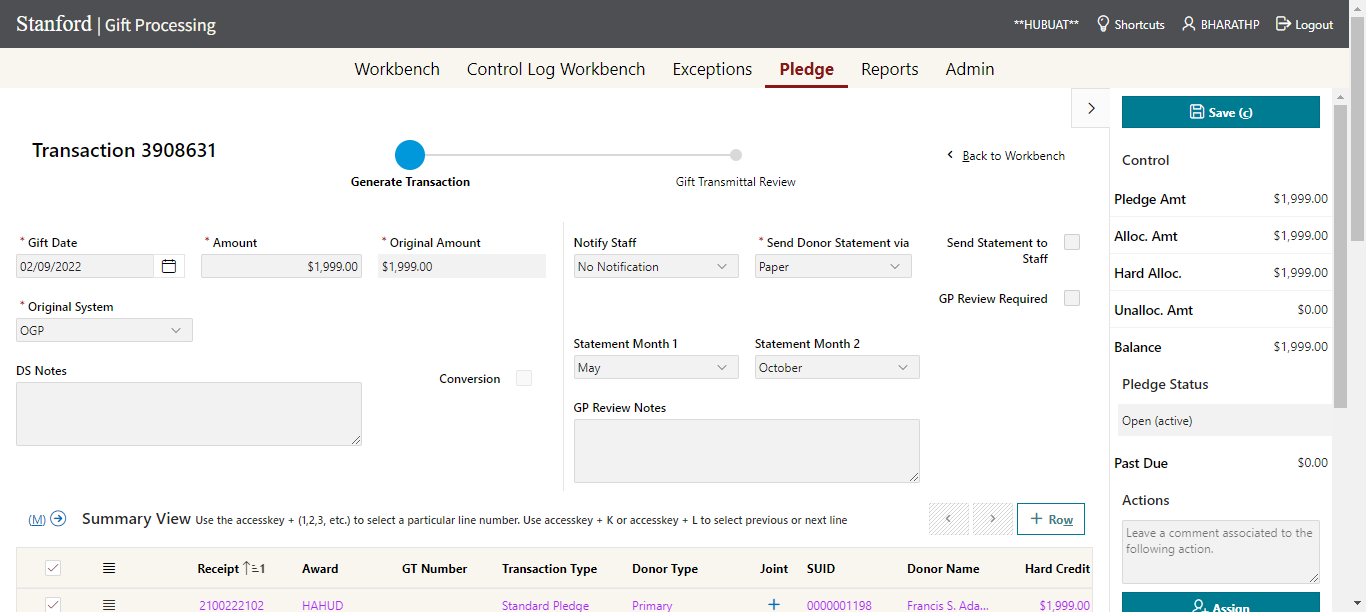 Stanford | Gift Processing
**HUBUAT** Shortcuts BHARATHP Logout
Workbench Control Log Workbench Exceptions Pledge Reports Admin
Save (c)
Transaction 3908631
Generate Transaction
Gift Transmittal Review
Back to Workbench
Control
Pledge Amt $1,999.00
Alloc. Amt $1,999.00
Hard Alloc. $1,999.00
Unalloc. Amt $0.00
Balance $1,999.00
Pledge Status
Open (active)
Past Due $0.00
Actions
Leave a comment associated to the
following action.
Assign
* Gift Date * Amount * Original Amount
02/09/2022 $1,999.00 $1,999.00
* Original System
OGP
DS Notes
Conversion
Notify Staff * Send Donor Statement via
No Notification Paper
Send Statement to
Staff
GP Review Required
Statement Month 1 Statement Month 2
May October
GP Review Notes
(M) Summary View Use the accesskey + (1,2,3, etc.) to select a particular line number. Use accesskey + K or accesskey + L to select previous or next line
+ Row
Receipt 1 Award GT Number Transaction Type Donor Type Joint SUID Donor Name Hard Credit
2100222102 HAHUD Standard Pledge Primary + 0000001198 Francis S. Ada... $1,999.00